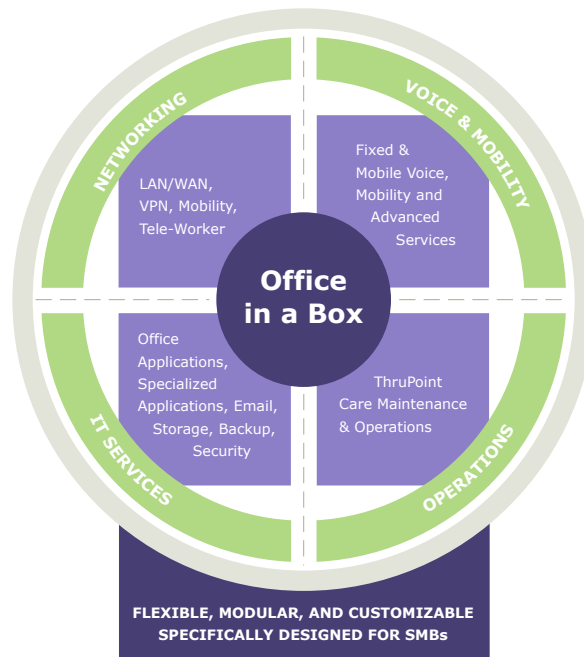 NETWORKING
VOICE & MOBILITY
LAN/WAN,
VPN, Mobility,
Tele-Worker
Fixed &
Mobile Voice,
Mobility and
Advanced
Services
Office
in a Box
Office
Applications,
Specialized
Applications, Email,
Storage, Backup,
Security
ThruPoint
Care Maintenance
& Operations
IT SERVICES
OPERATIONS
FLEXIBLE, MODULAR, AND CUSTOMIZABLE
SPECIFICALLY DESIGNED FOR SMBs